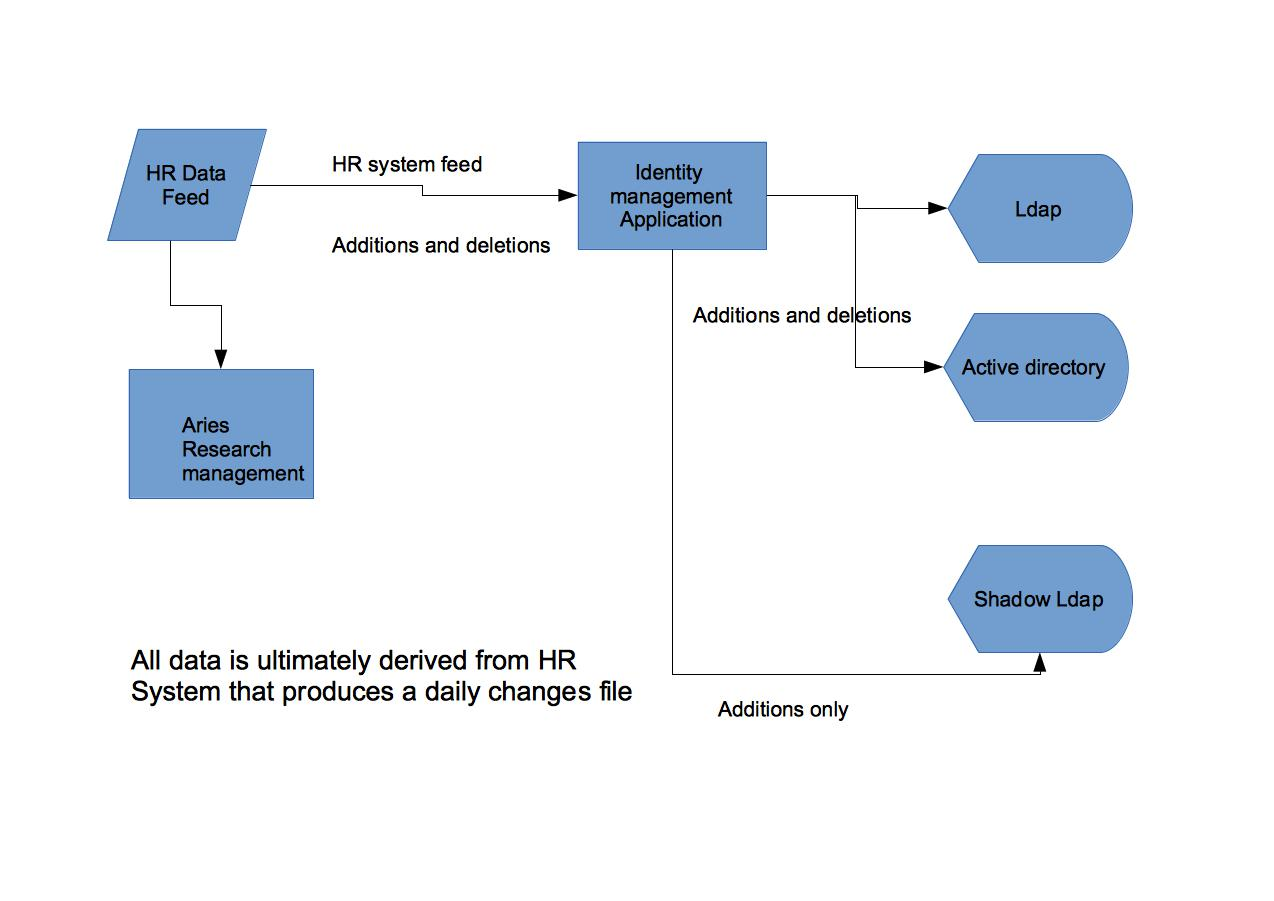 HR Data
Feed
HR system feed
Additions and deletions
Identity
management
Application
Ldap
Additions and deletions
Active directory
Aries
Research
management
Shadow Ldap
All data is ultimately derived from HR
System that produces a daily changes file
Additions only